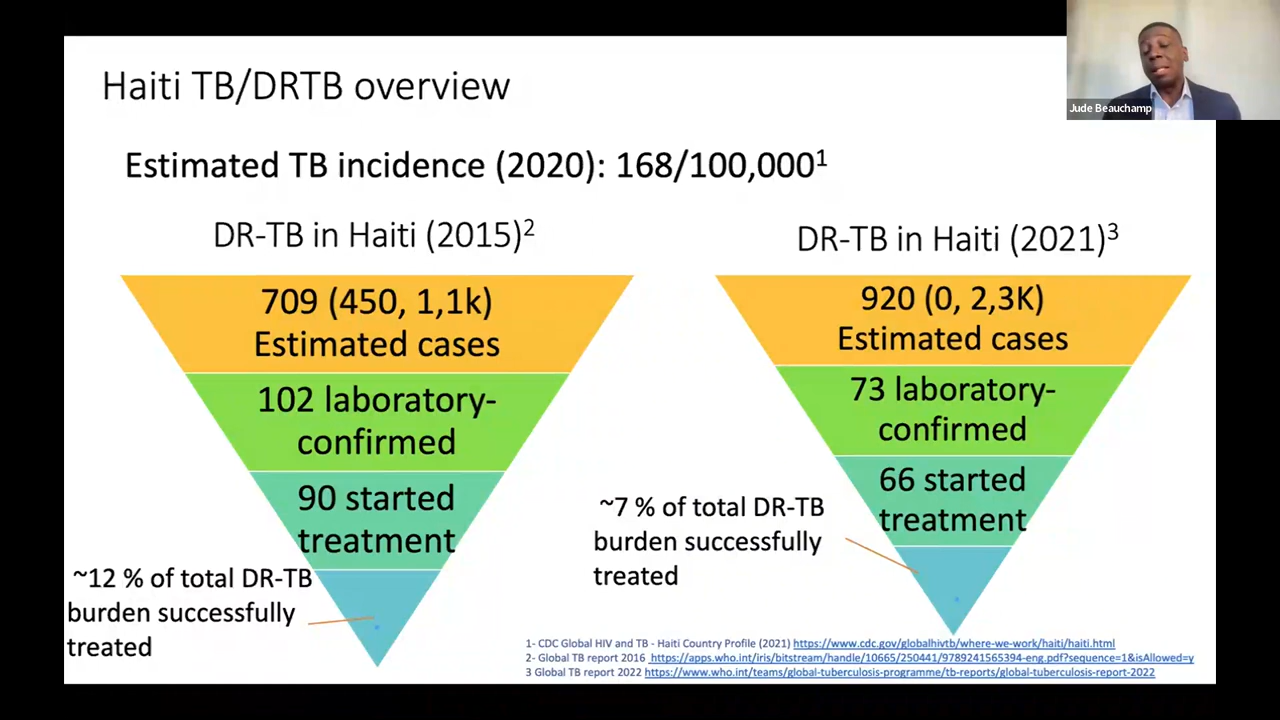 Haiti TB/DRTB overview
Jude Beauchamp
Estimated TB incidence (2020): 168/100,000¹
DR-TB in Haiti (2015)²
709 (450, 1,1k)
Estimated cases
102 laboratory-
confirmed
90 started
treatment
~12 % of total DR-TB
burden successfully
treated
DR-TB in Haiti (2021)³
920 (0, 2,3K)
Estimated cases
73 laboratory-
confirmed
66 started
treatment
~7 % of total DR-TB
burden successfully
treated
1- CDC Global HIV and TB - Haiti Country Profile (2021) https://www.cdc.gov/globalhivtb/where-we-work/haiti/haiti.html
2- Global TB report 2016 https://apps.who.int/iris/bitstream/handle/10665/250441/9789241565394-eng.pdf?sequence=1&isAllowed=y
3 Global TB report 2022 https://www.who.int/teams/global-tuberculosis-programme/tb-reports/global-tuberculosis-report-2022